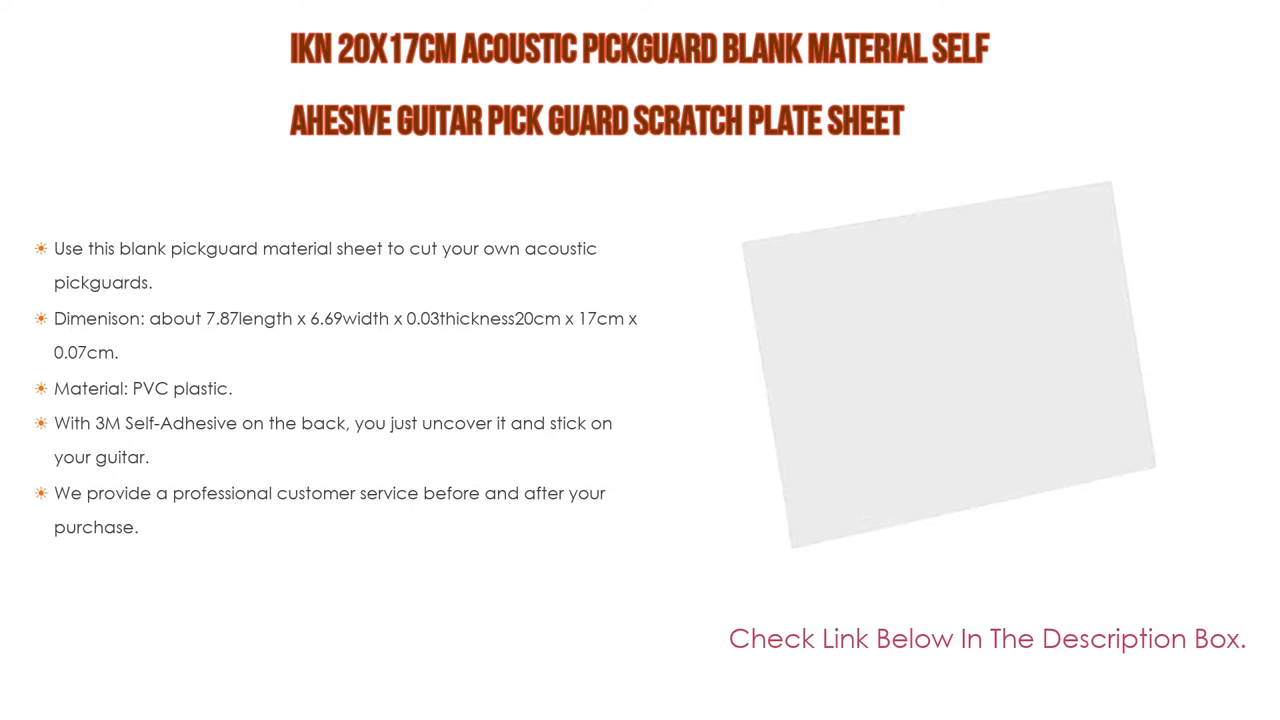 IKN 20X17CM ACOUSTIC PICKGUARD BLANK MATERIAL SELF
AHESIVE GUITAR PICK GUARD SCRATCH PLATE SHEET
Use this blank pickguard material sheet to cut your own acoustic
pickguards.
Dimenison: about 7.87length x 6.69width x 0.03thickness20cm x 17cm x
0.07cm.
Material: PVC plastic.
With 3M Self-Adhesive on the back, you just uncover it and stick on
your guitar.
We provide a professional customer service before and after your
purchase.
Check Link Below In The Description Box.